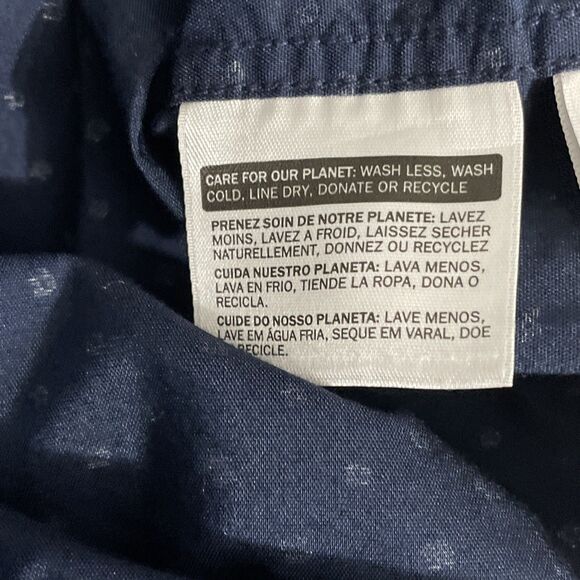 CARE FOR OUR PLANET: WASH LESS, WASH
COLD, LINE DRY, DONATE OR RECYCLE
PRENEZ SOIN DE NOTRE PLANETE: LAVEZ
MOINS, LAVEZ A FROID, LAISSEZ SECHER
NATURELLEMENT, DONNEZ OU RECYCLEZ
CUIDA NUESTRO PLANETA: LAVA MENOS,
LAVA EN FRIO, TIENDE LA ROPA, DONA O
RECICLA.
CUIDE DO NOSSO PLANETA: LAVE MENOS,
LAVE EM ÁGUA FRIA, SEQUE EM VARAL, DOE
RECICLE.